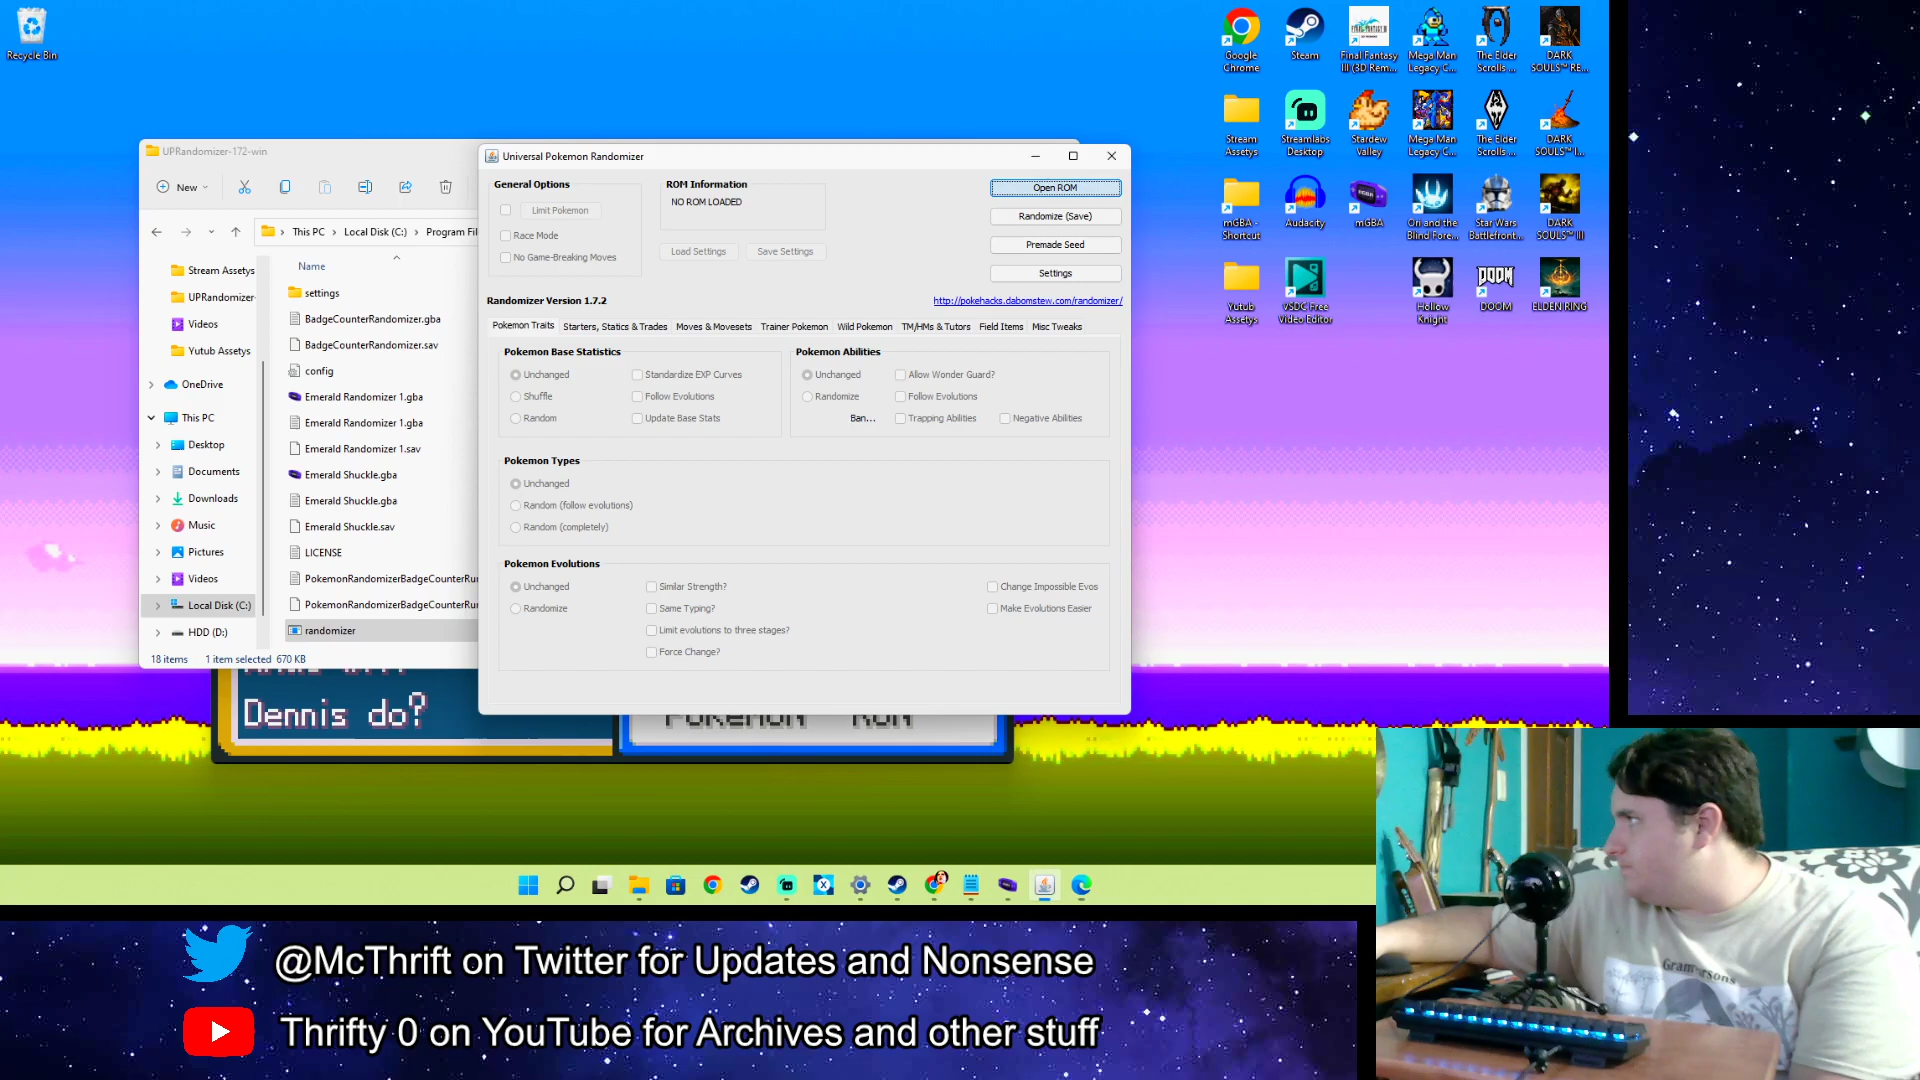 Recycle Bin
Google Chrome
Steam
Final Fantasy III (3D Rem...
Mega Man Legacy C...
The Elder Scrolls ...
DARK SOULS™ RE...
Stream Assetys
Streamlabs Desktop
Stardew Valley
Mega Man Legacy C...
The Elder Scrolls ...
DARK SOULS™ I...
mGBA - Shortcut
Audacity
mGBA
Ori and the Blind Fore...
Star Wars Battlefront...
DARK SOULS™ III
Yutub Assetys
VSDC Free Video Editor
Hollow Knight
DOOM
ELDEN RING
UPRandomizer-172-win
New
This PC > Local Disk (C:) > Program Fil
Stream Assetys
UPRandomizer-
Videos
Yutub Assetys
OneDrive
This PC
Desktop
Documents
Downloads
Music
Pictures
Videos
Local Disk (C:)
HDD (D:)
Name
settings
BadgeCounterRandomizer.gba
BadgeCounterRandomizer.sav
config
Emerald Randomizer 1.gba
Emerald Randomizer 1.gba
Emerald Randomizer 1.sav
Emerald Shuckle.gba
Emerald Shuckle.gba
Emerald Shuckle.sav
LICENSE
PokemonRandomizerBadgeCounterRu
PokemonRandomizerBadgeCounterRu
randomizer
18 items 1 item selected 670 KB
Universal Pokemon Randomizer
General Options
Limit Pokemon
Race Mode
No Game-Breaking Moves
ROM Information
NO ROM LOADED
Load Settings Save Settings
Open ROM
Randomize (Save)
Premade Seed
Settings
Randomizer Version 1.7.2
http://pokehacks.dabomstew.com/randomizer/
Pokemon Traits Starters, Statics & Trades Moves & Movesets Trainer Pokemon Wild Pokemon TM/HMs & Tutors Field Items Misc Tweaks
Pokemon Base Statistics
Unchanged Standardize EXP Curves
Shuffle Follow Evolutions
Random Update Base Stats
Pokemon Abilities
Unchanged Allow Wonder Guard?
Randomize Follow Evolutions
Ban... Trapping Abilities Negative Abilities
Pokemon Types
Unchanged
Random (follow evolutions)
Random (completely)
Pokemon Evolutions
Unchanged Similar Strength? Change Impossible Evos
Randomize Same Typing? Make Evolutions Easier
Limit evolutions to three stages?
Force Change?
Dennis do?
POKéMON RUN
@McThrift on Twitter for Updates and Nonsense
Thrifty 0 on YouTube for Archives and other stuff